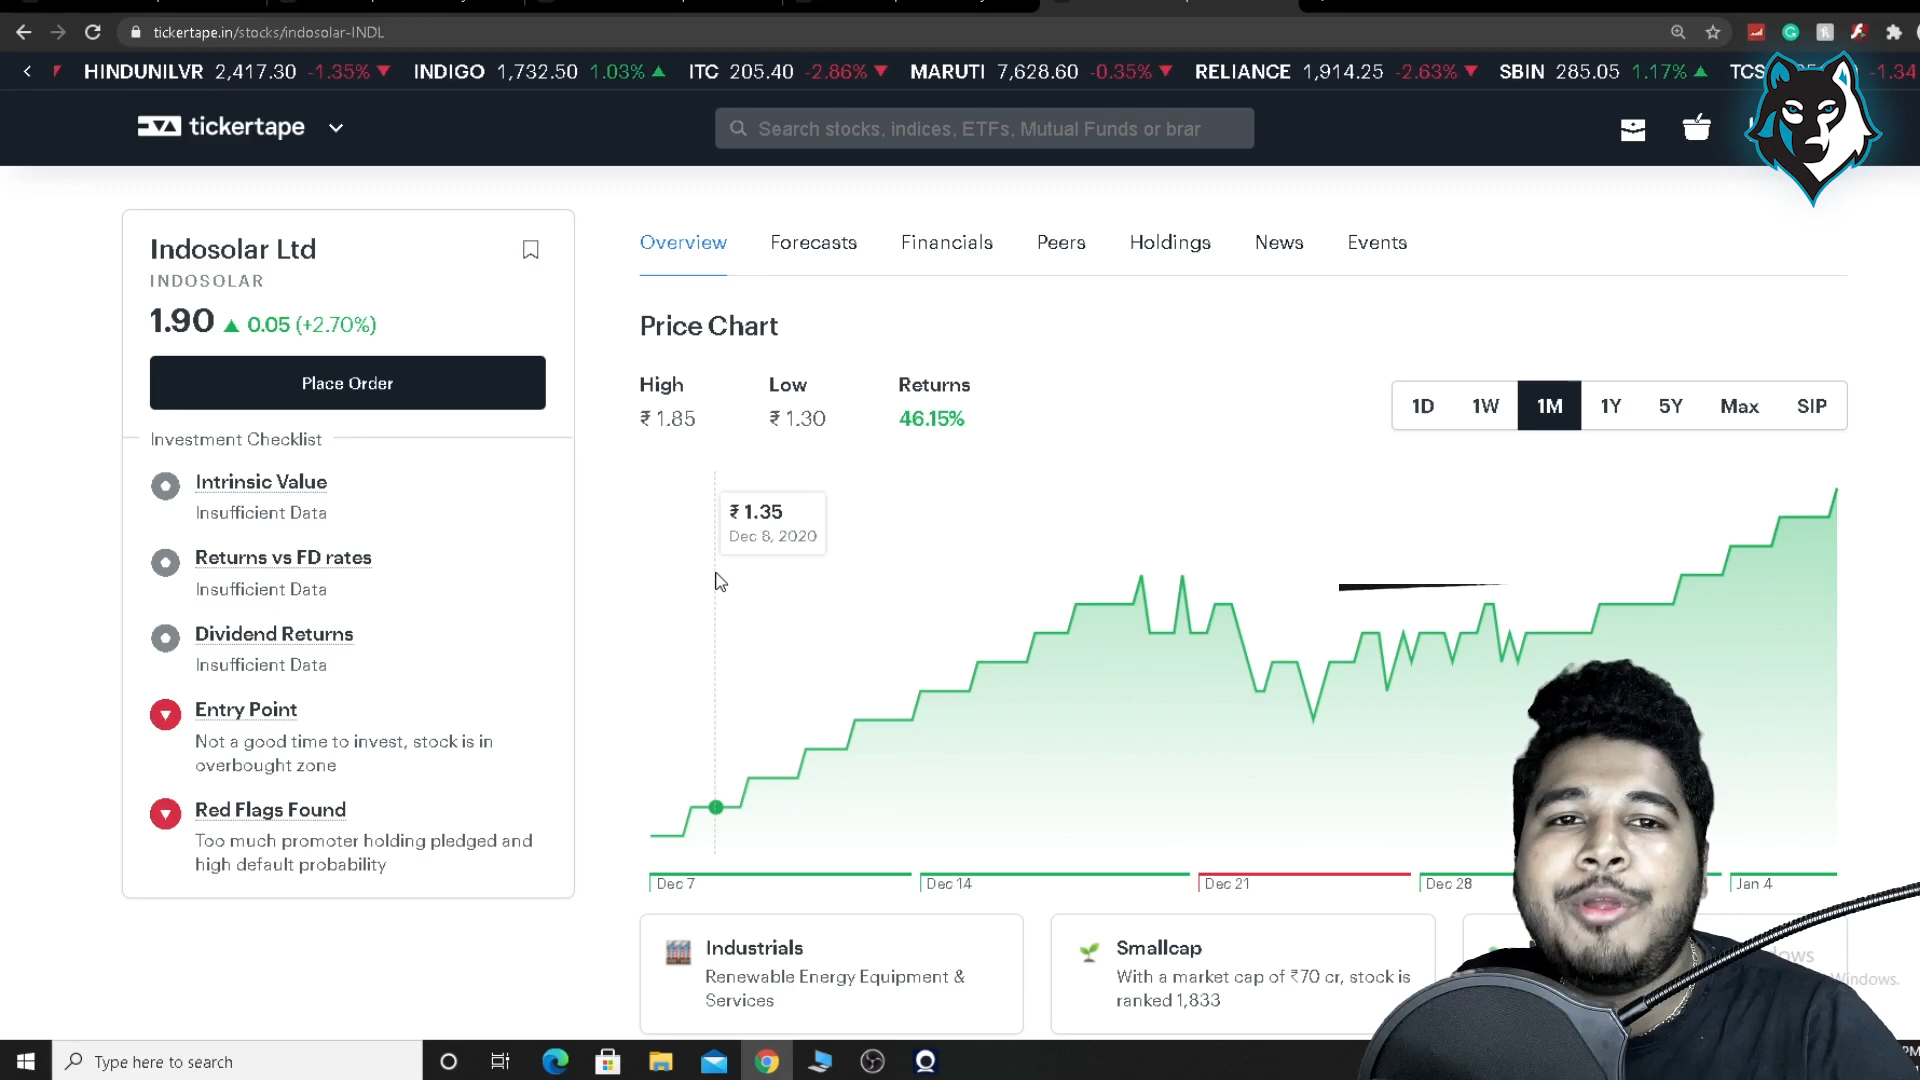 tickertape.in/stocks/indosolar-INDL
HINDUNILVR 2,417.30 -1.35% ▼ INDIGO 1,732.50 1.03% ▲ ITC 205.40 -2.86% ▼ MARUTI 7,628.60 -0.35% ▼ RELIANCE 1,914.25 -2.63% ▼ SBIN 285.05 1.17% ▲ TCS -1.34
tickertape
Search stocks, indices, ETFs, Mutual Funds or brar
Indosolar Ltd
INDOSOLAR
1.90 ▲ 0.05 (+2.70%)
Place Order
Investment Checklist
Intrinsic Value
Insufficient Data
Returns vs FD rates
Insufficient Data
Dividend Returns
Insufficient Data
Entry Point
Not a good time to invest, stock is in
overbought zone
Red Flags Found
Too much promoter holding pledged and
high default probability
Overview Forecasts Financials Peers Holdings News Events
Price Chart
High Low Returns
₹ 1.85 ₹ 1.30 46.15%
1D 1W 1M 1Y 5Y Max SIP
₹ 1.35
Dec 8, 2020
Dec 7 Dec 14 Dec 21 Dec 28 Jan 4
Industrials
Renewable Energy Equipment &
Services
Smallcap
With a market cap of ₹70 cr, stock is
ranked 1,833
Windows.
Type here to search